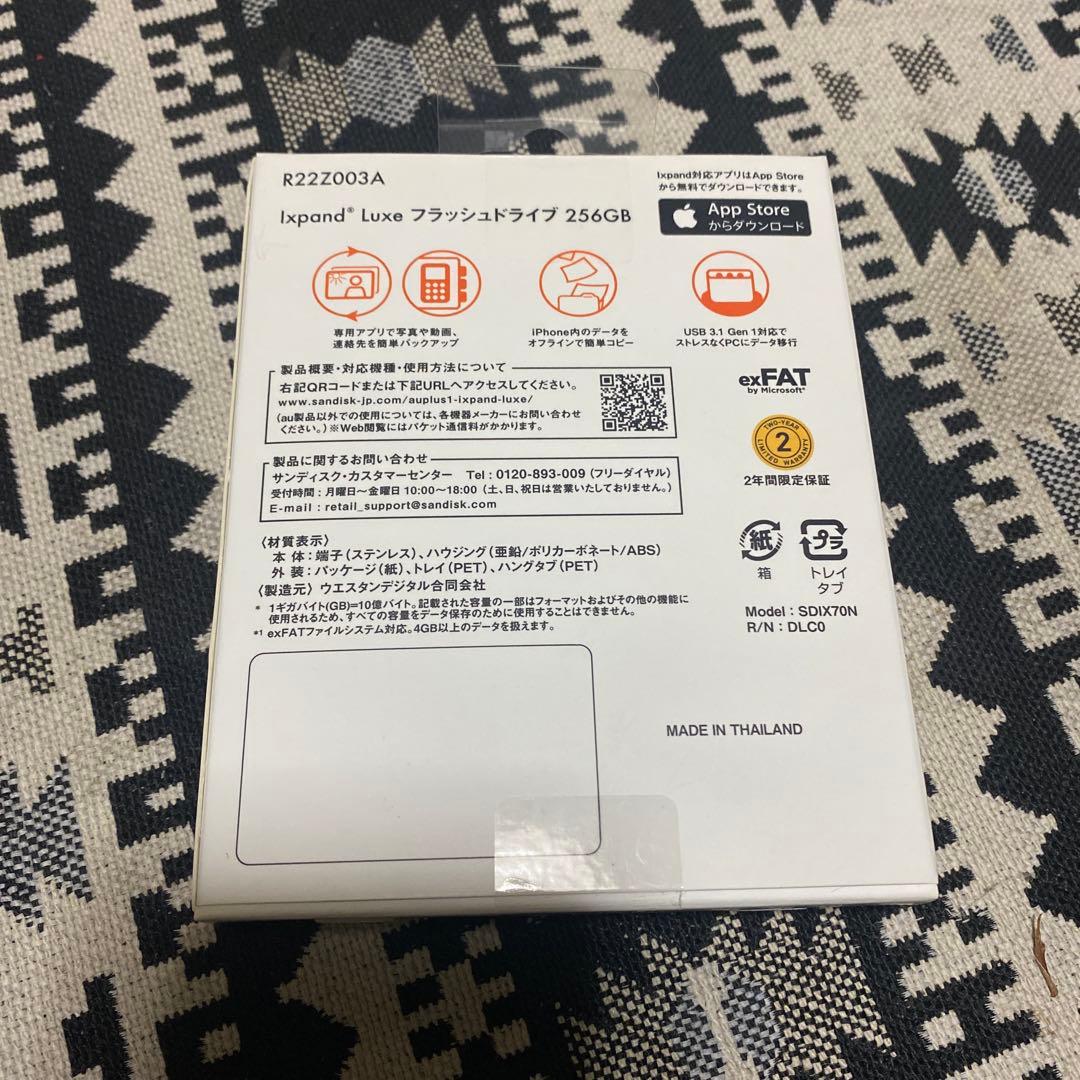 R22Z003A
Ixpand® Luxe フラッシュドライブ 256GB
Ixpand対応アプリはApp Store
から無料でダウンロードできます。
App Store
からダウンロード
専用アプリで写真や動画、
連絡先を簡単バックアップ
iPhone内のデータを
オフラインで簡単コピー
USB 3.1 Gen 1対応で
ストレスなくPCにデータ移行
製品概要・対応機種・使用方法について
右記QRコードまたは下記URLへアクセスしてください。
www.sandisk-jp.com/auplus1-ixpand-luxe/
(au製品以外での使用については、各機器メーカーにお問い合わせ
ください。)※Web閲覧にはパケット通信料がかかります。
exFAT
by Microsoft®
TWO-YEAR
2
LIMITED WARRANTY
2年間限定保証
製品に関するお問い合わせ
サンディスク・カスタマーセンター Tel : 0120-893-009 (フリーダイヤル)
受付時間 : 月曜日〜金曜日 10:00〜18:00 (土、日、祝日は営業いたしておりません。)
E-mail : retail_support@sandisk.com
〈材質表示〉
本 体 : 端子(ステンレス)、ハウジング(亜鉛/ポリカーボネート/ABS)
外 装 : パッケージ(紙)、トレイ(PET)、ハングタブ(PET)
〈製造元〉 ウエスタンデジタル合同会社
* 1ギガバイト(GB)=10億バイト。記載された容量の一部はフォーマットおよびその他の機能に
使用されるため、すべての容量をデータ保存のために使用することはできません。
*1 exFATファイルシステム対応。4GB以上のデータを扱えます。
紙
箱
プラ
トレイ
タブ
Model : SDIX70N
R/N : DLC0
MADE IN THAILAND